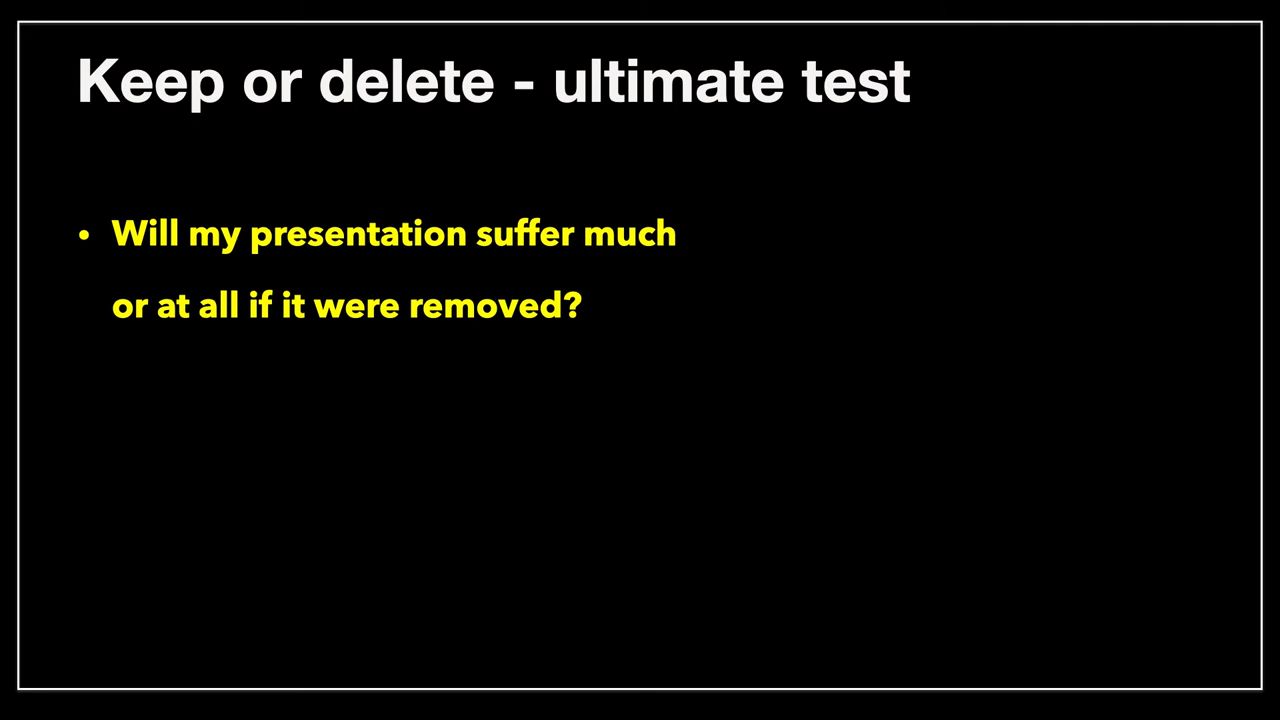 Keep or delete - ultimate test
• Will my presentation suffer much
or at all if it were removed?